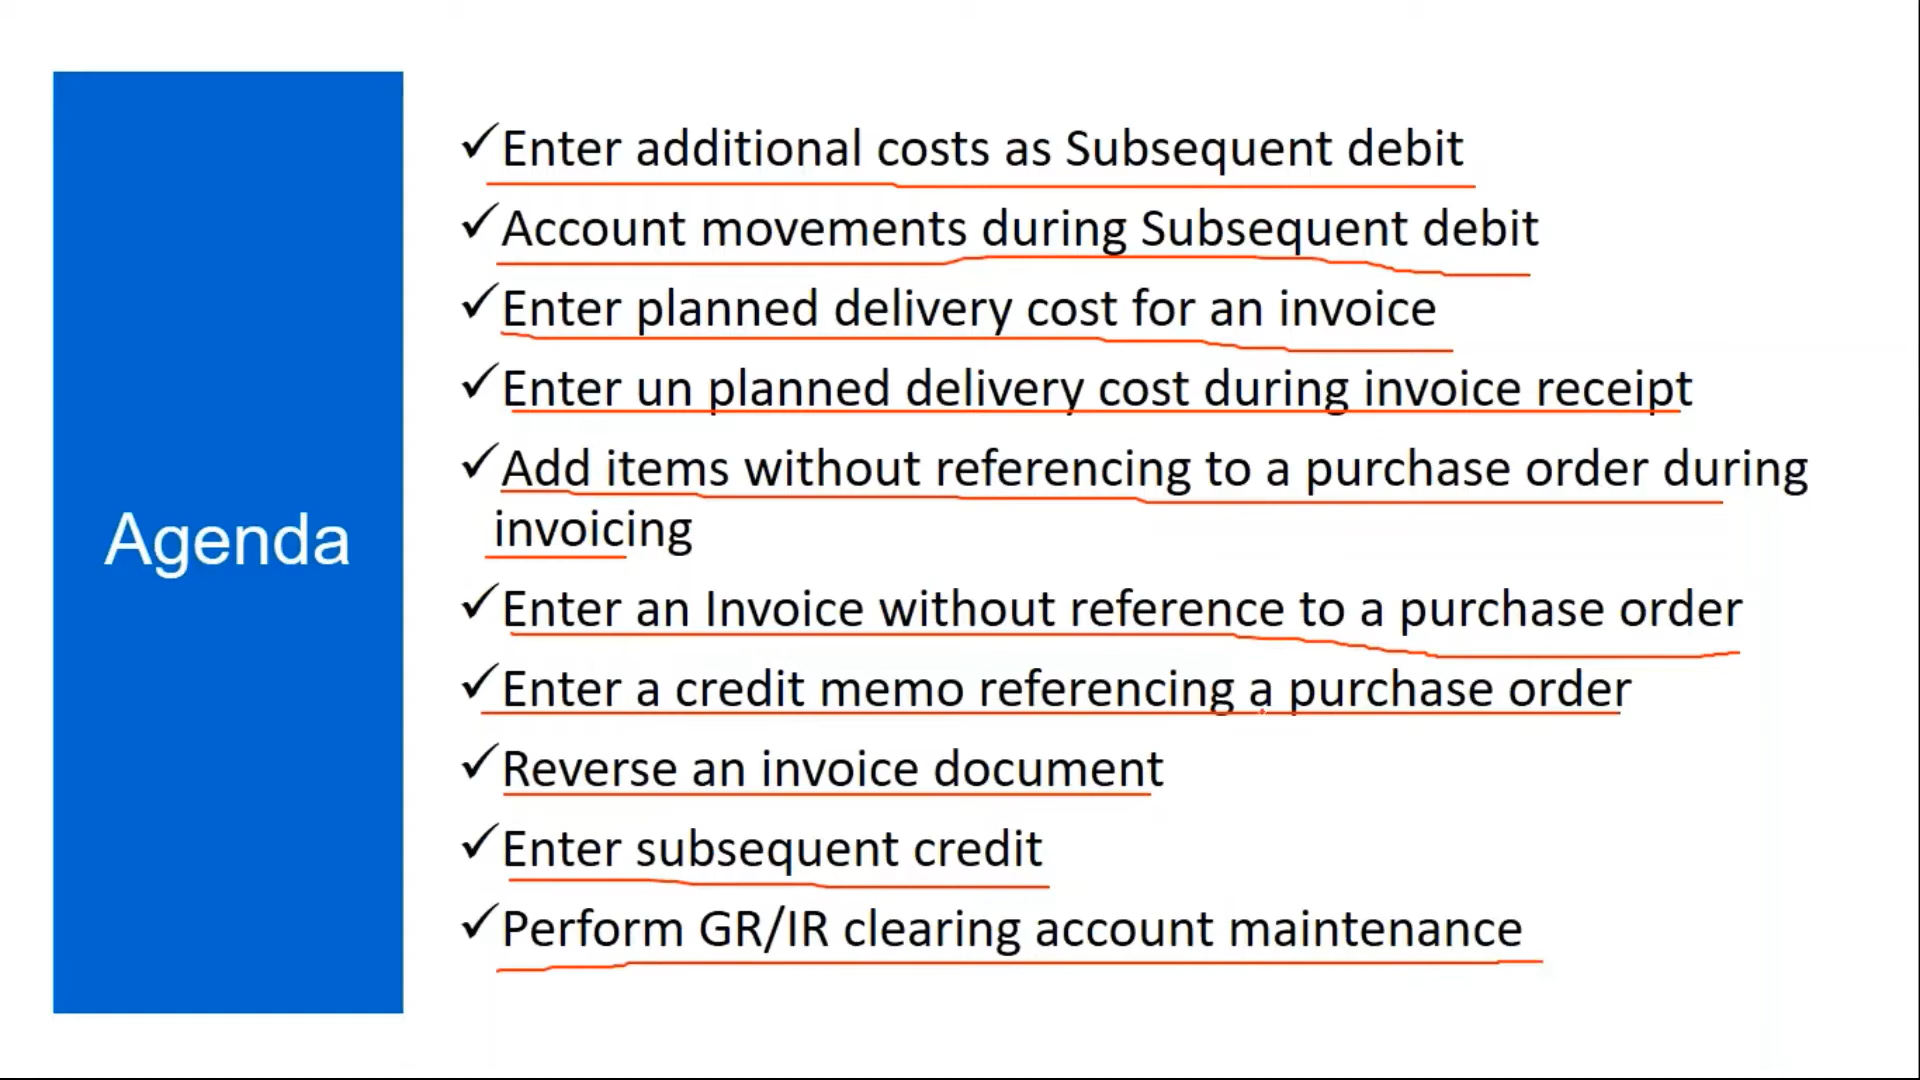 Agenda
✓Enter additional costs as Subsequent debit
✓Account movements during Subsequent debit
✓Enter planned delivery cost for an invoice
✓Enter un planned delivery cost during invoice receipt
✓Add items without referencing to a purchase order during
invoicing
✓Enter an Invoice without reference to a purchase order
✓Enter a credit memo referencing a purchase order
✓Reverse an invoice document
✓Enter subsequent credit
✓Perform GR/IR clearing account maintenance